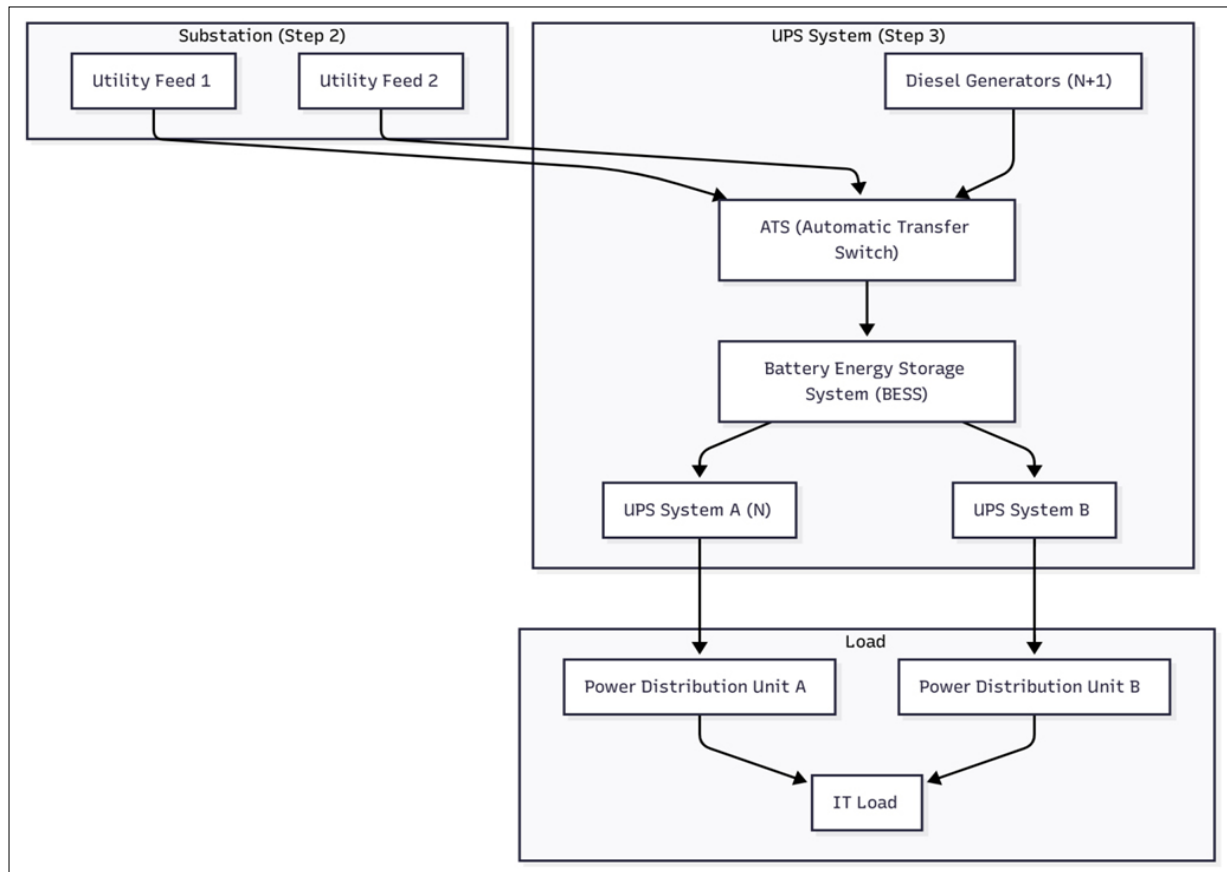 Substation (Step 2)
UPS System (Step 3)
Utility Feed 1
Utility Feed 2
Diesel Generators (N+1)
ATS (Automatic Transfer
Switch)
Battery Energy Storage
System (BESS)
UPS System A (N)
UPS System B
Load
Power Distribution Unit A
Power Distribution Unit B
IT Load